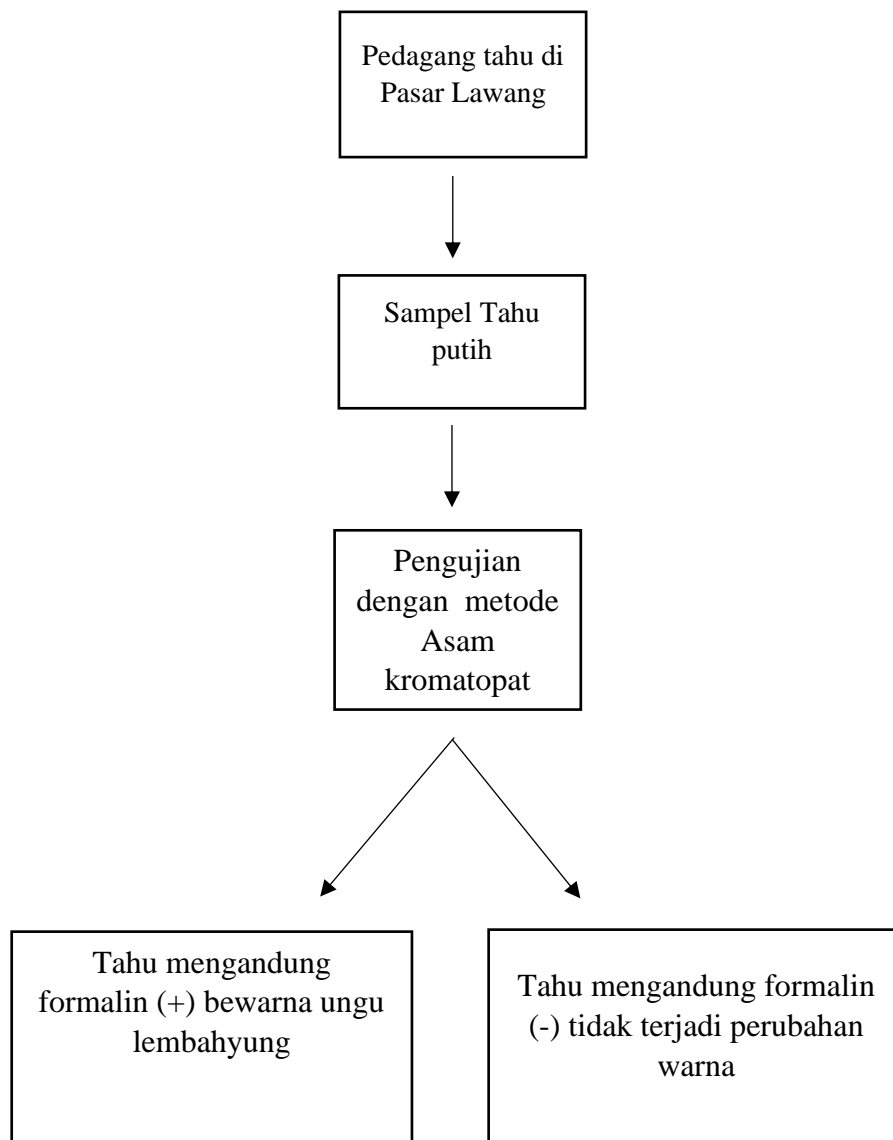 Pedagang tahu di
Pasar Lawang
Sampel Tahu
putih
Pengujian
dengan metode
Asam
kromatopat
Tahu mengandung
formalin (+) bewarna ungu
lembahyung
Tahu mengandung formalin
(-) tidak terjadi perubahan
warna